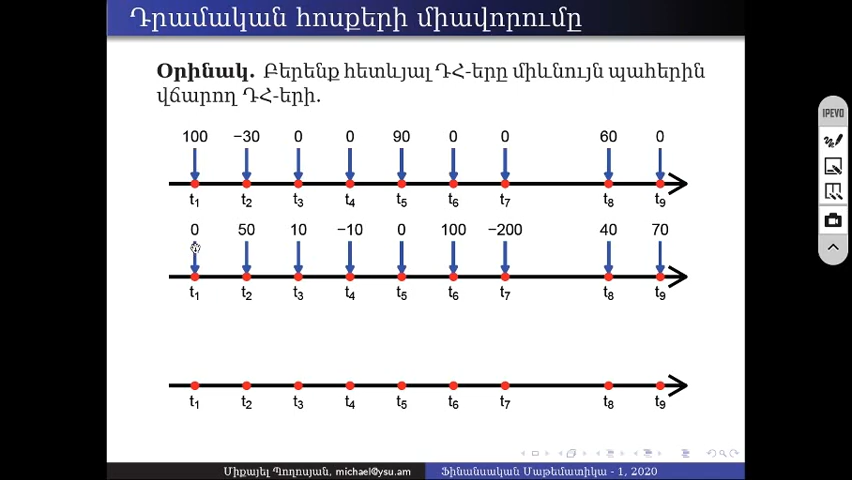 Դրամական հոսքերի միավորումը
Օրինակ. Բերենք հետևյալ ԴՀ-երը միևնույն պահերին
վճարող ԴՀ-երի.
100 −30 0 0 90 0 0 60 0
t1 t2 t3 t4 t5 t6 t7 t8 t9
0 50 10 −10 0 100 −200 40 70
t1 t2 t3 t4 t5 t6 t7 t8 t9
t1 t2 t3 t4 t5 t6 t7 t8 t9
Միքայել Պողոսյան, michael@ysu.am Ֆինանսական Մաթեմատիկա - 1, 2020
IPEVO